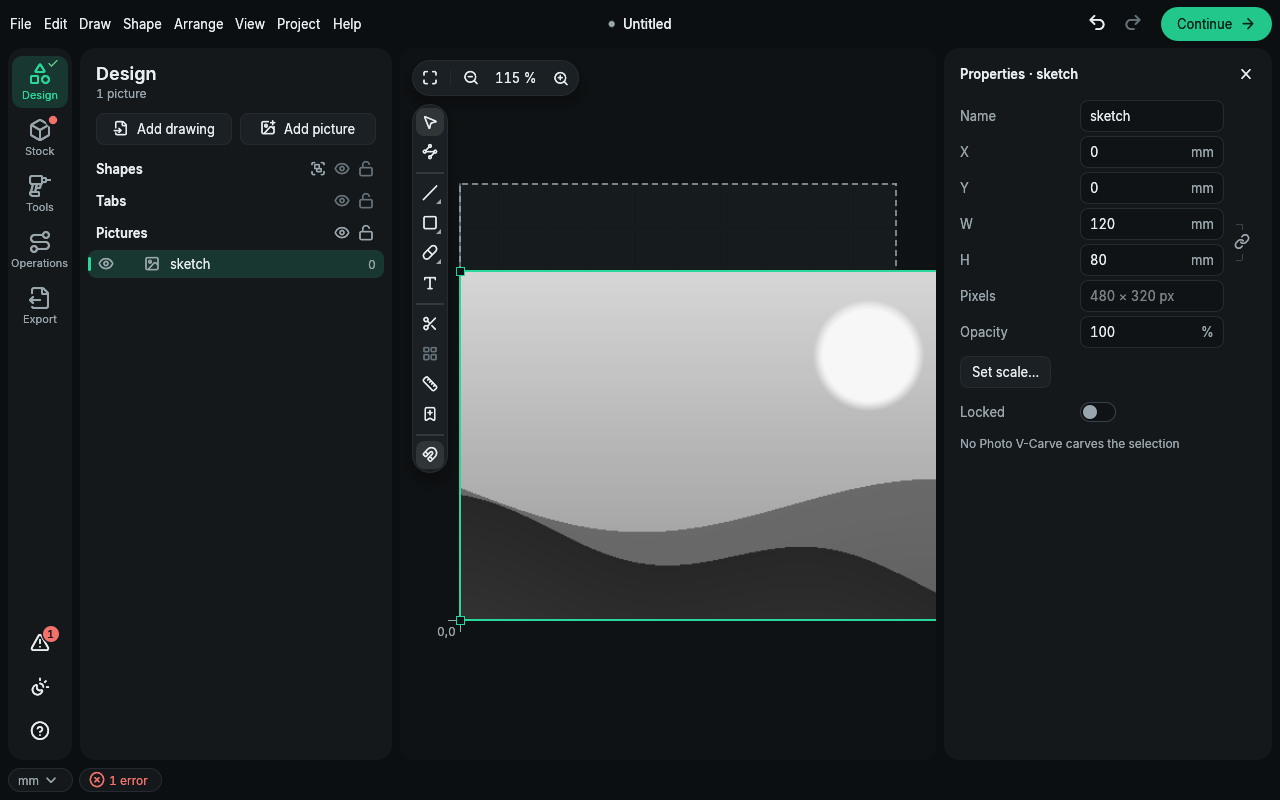 File Edit Draw Shape Arrange View Project Help
Untitled
Continue
Design
Stock
Tools
Operations
Export
1
Design
1 picture
Add drawing
Add picture
Shapes
Tabs
Pictures
sketch 0
115 %
0,0
Properties · sketch
Name sketch
X 0 mm
Y 0 mm
W 120 mm
H 80 mm
Pixels 480 × 320 px
Opacity 100 %
Set scale...
Locked
No Photo V-Carve carves the selection
mm
1 error